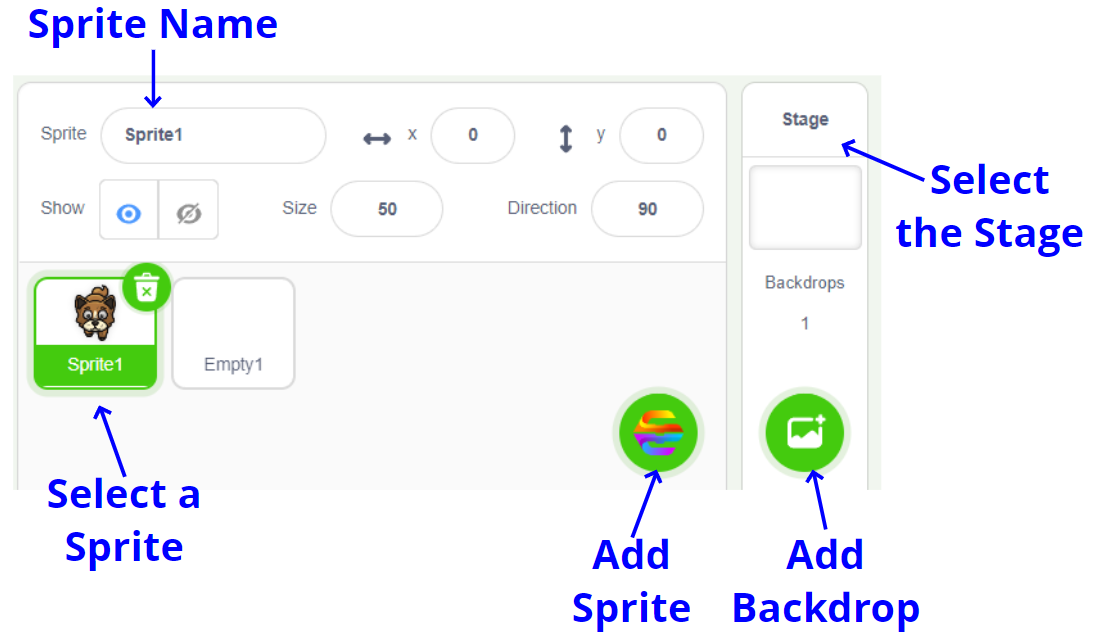 Sprite Name
Sprite Sprite1 x 0 y 0
Stage
Select
the Stage
Show Size 50 Direction 90
Backdrops
1
Sprite1 Empty1
Select a
Sprite
Add
Sprite
Add
Backdrop